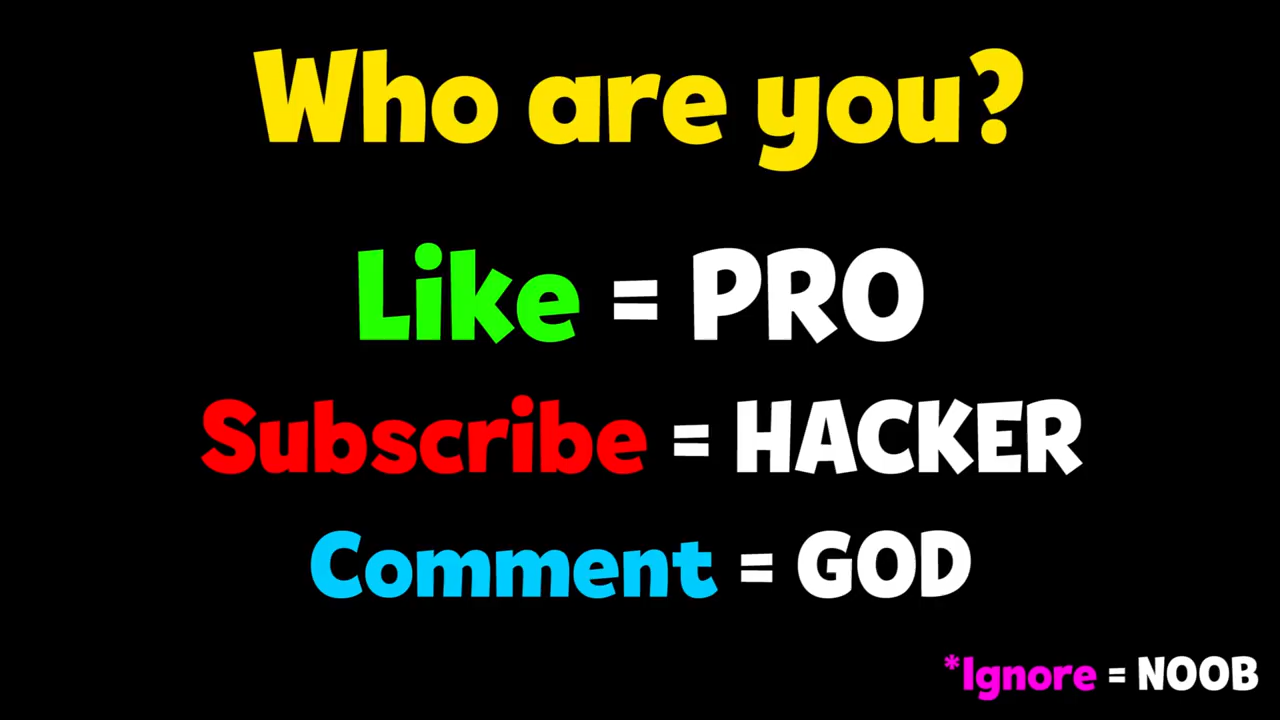 Who are you?
Like = PRO
Subscribe = HACKER
Comment = GOD
*Ignore = NOOB